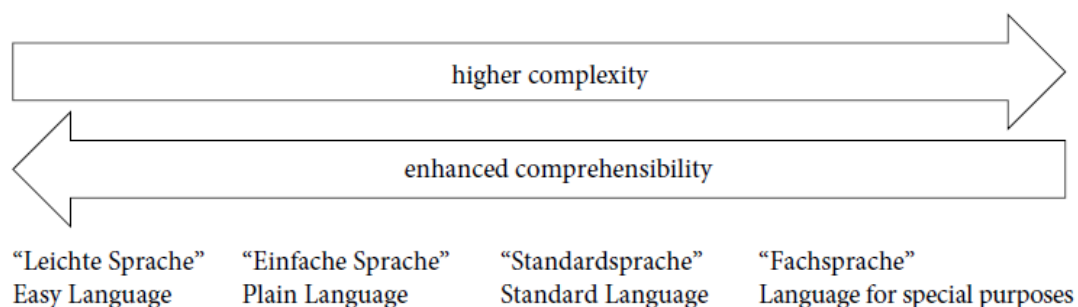 higher complexity
enhanced comprehensibility
“Leichte Sprache” “Einfache Sprache” “Standardsprache” “Fachsprache”
Easy Language Plain Language Standard Language Language for special purposes